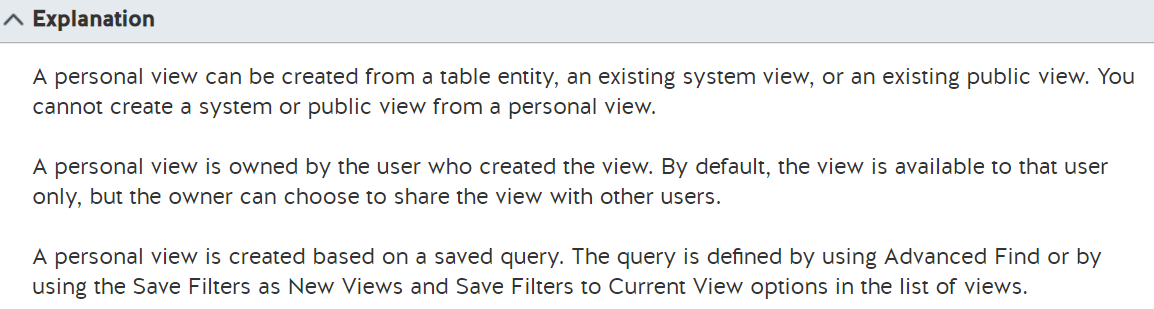 Explanation
A personal view can be created from a table entity, an existing system view, or an existing public view. You
cannot create a system or public view from a personal view.
A personal view is owned by the user who created the view. By default, the view is available to that user
only, but the owner can choose to share the view with other users.
A personal view is created based on a saved query. The query is defined by using Advanced Find or by
using the Save Filters as New Views and Save Filters to Current View options in the list of views.